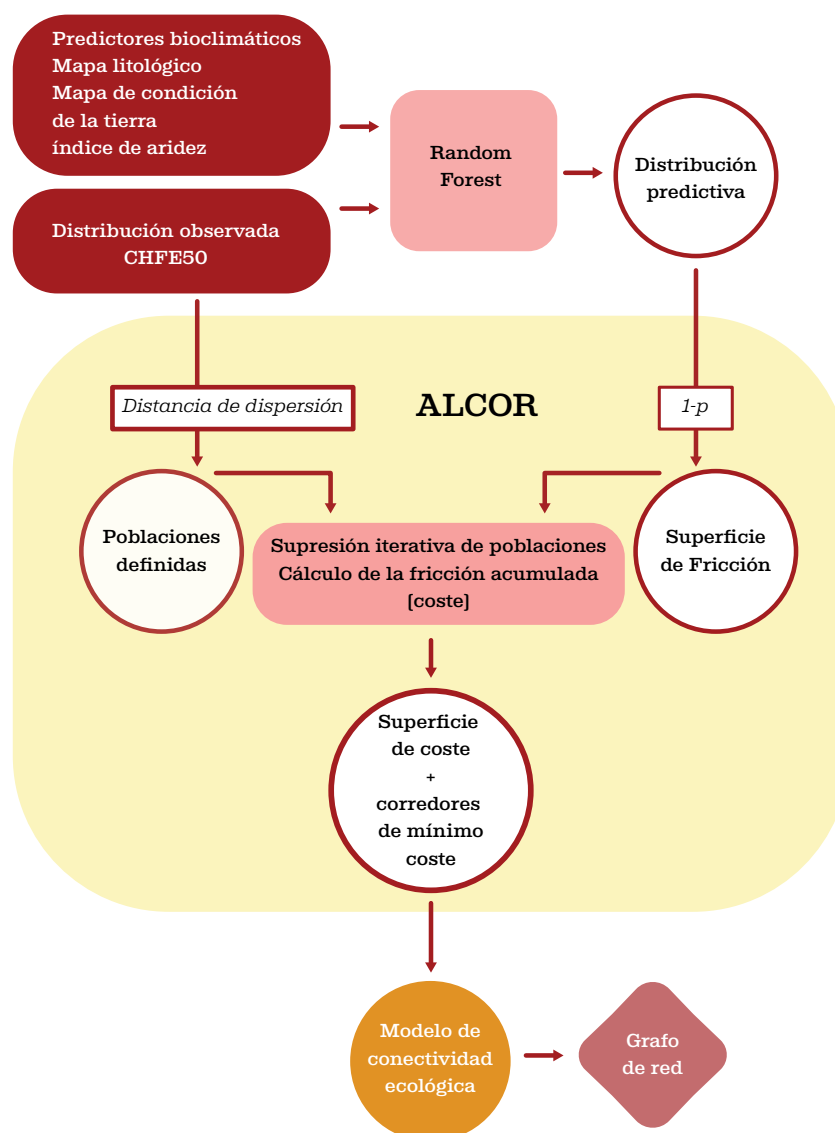 Predictores bioclimáticos
Mapa litológico
Mapa de condición
de la tierra
índice de aridez
Random
Forest
Distribución
predictiva
Distribución observada
CHFE50
Distancia de dispersión
ALCOR
1-p
Poblaciones
definidas
Supresión iterativa de poblaciones
Cálculo de la fricción acumulada
[coste]
Superficie
de Fricción
Superficie
de coste
+
corredores
de mínimo
coste
Modelo de
conectividad
ecológica
Grafo
de red